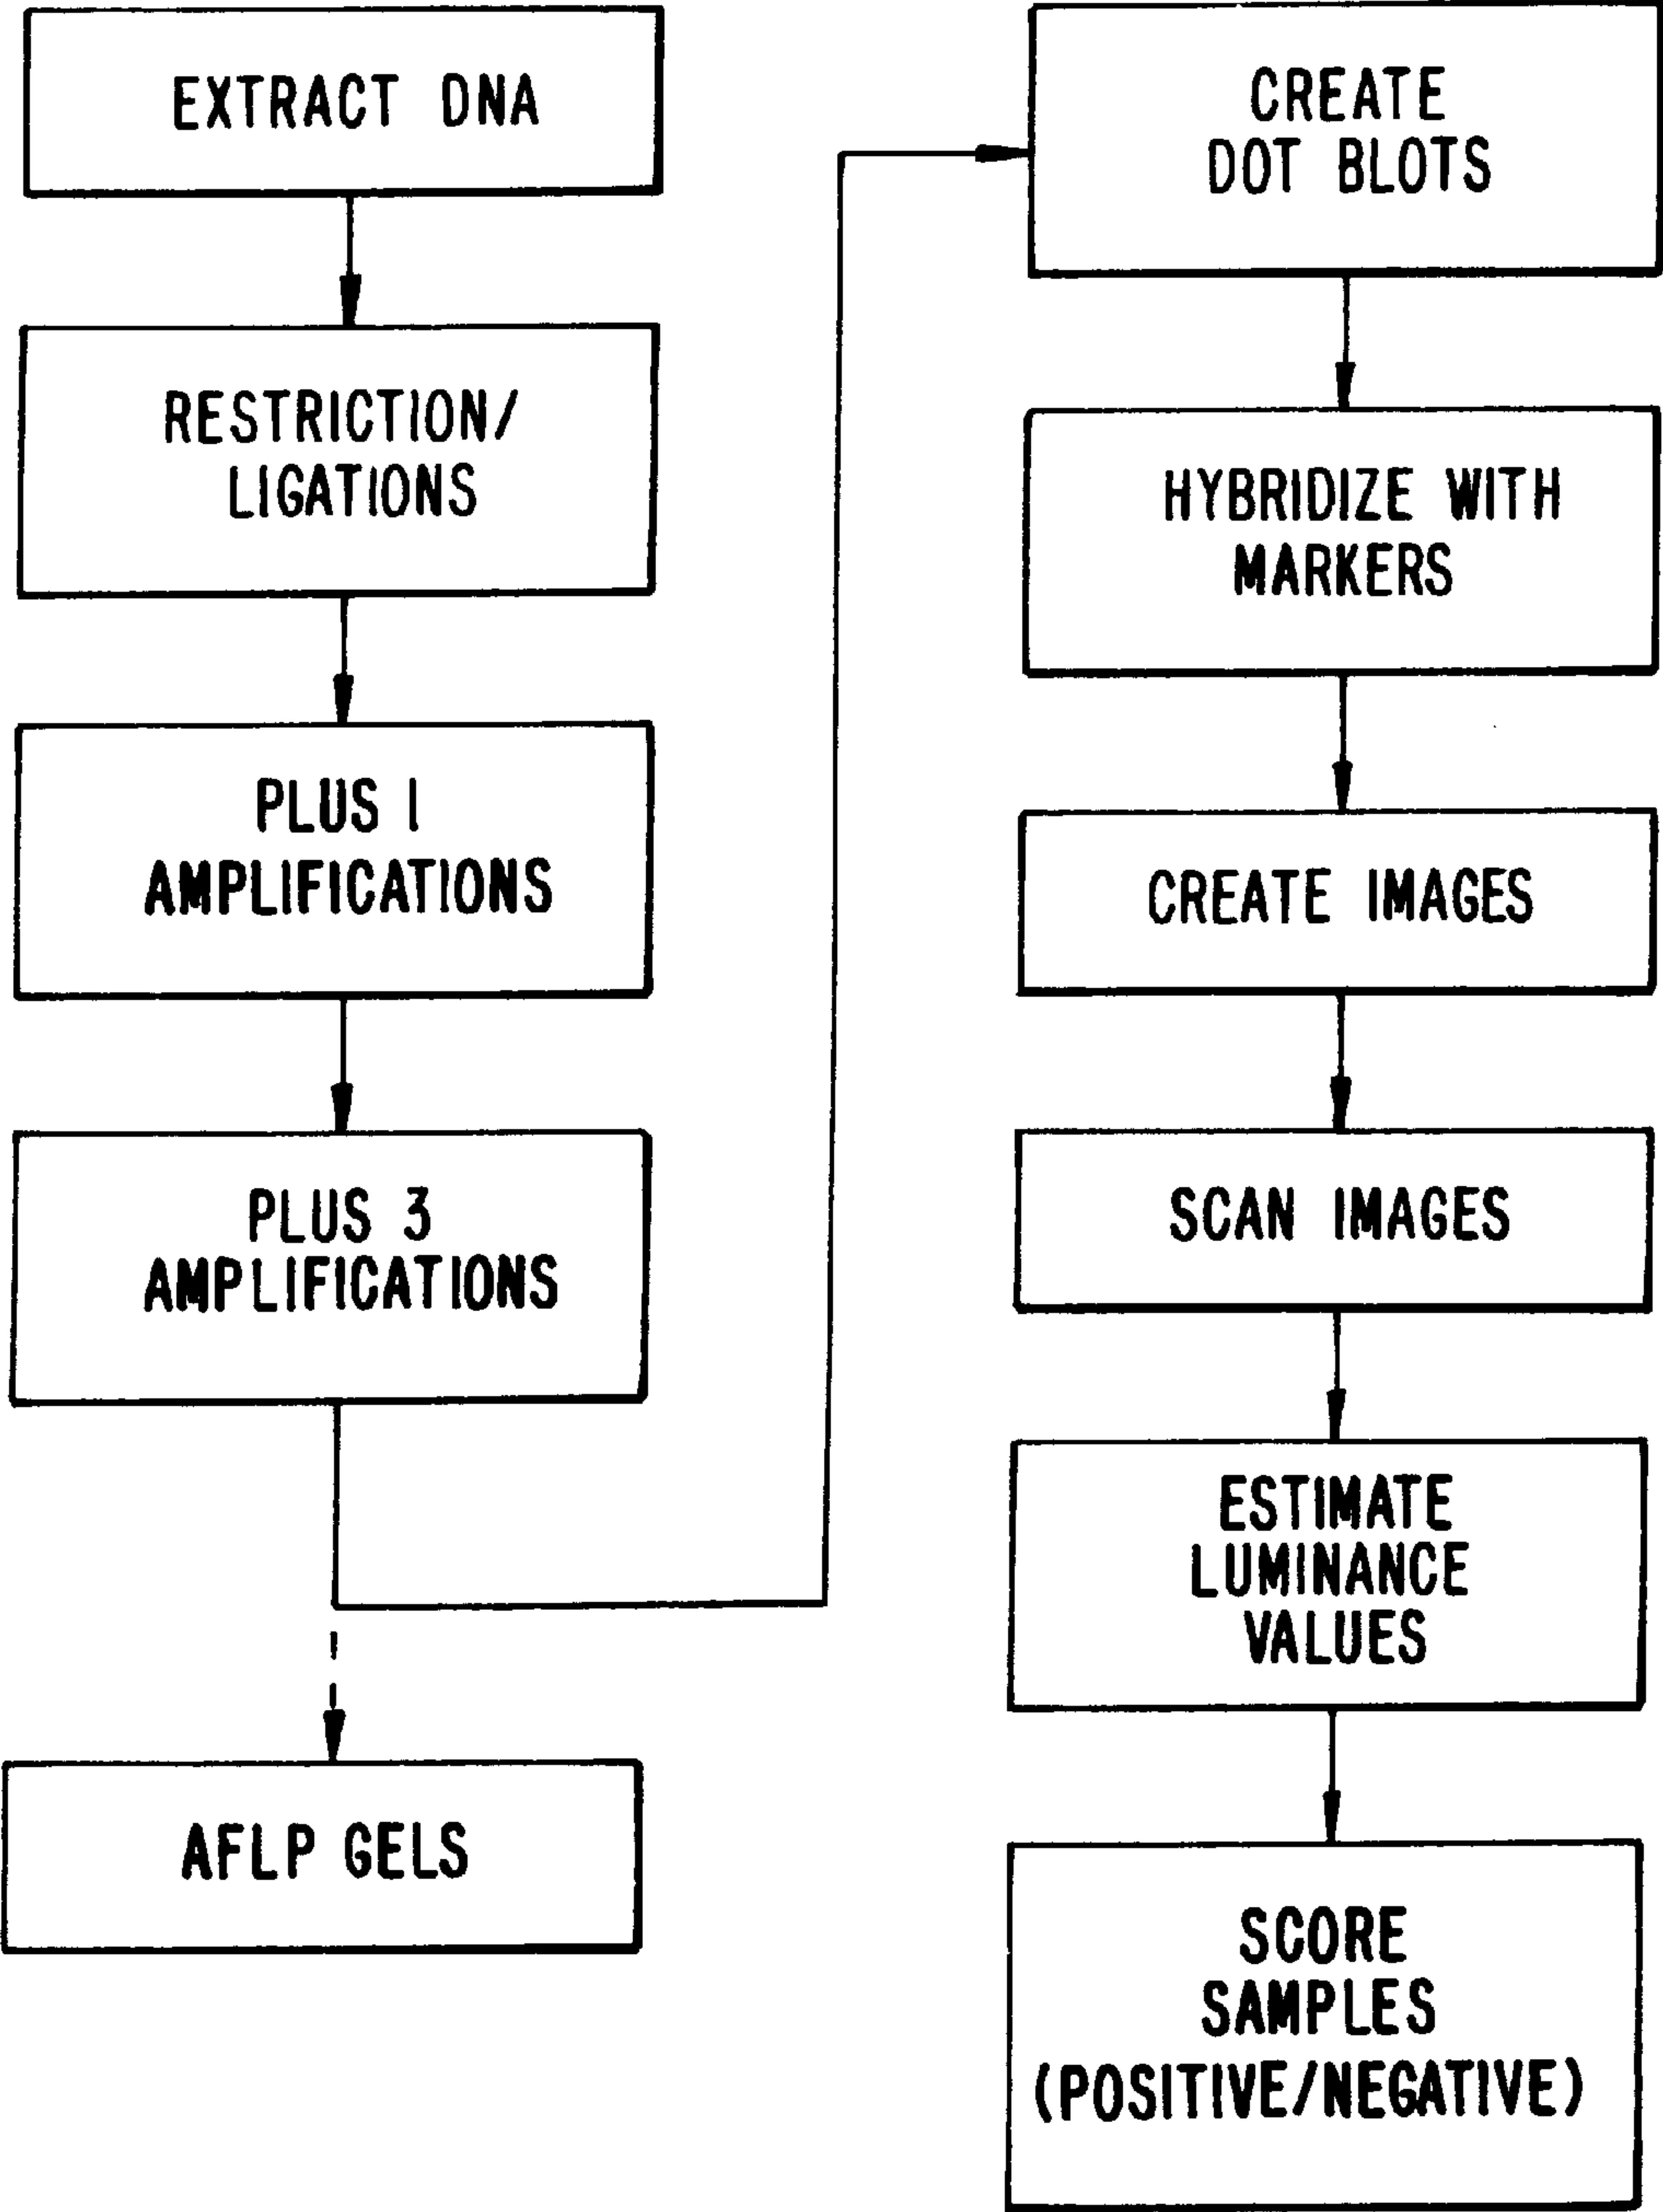 EXTRACT DNA
RESTRICTION/
LIGATIONS
PLUS 1
AMPLIFICATIONS
PLUS 3
AMPLIFICATIONS
AFLP GELS
CREATE
DOT BLOTS
HYBRIDIZE WITH
MARKERS
CREATE IMAGES
SCAN IMAGES
ESTIMATE
LUMINANCE
VALUES
SCORE
SAMPLES
(POSITIVE/NEGATIVE)